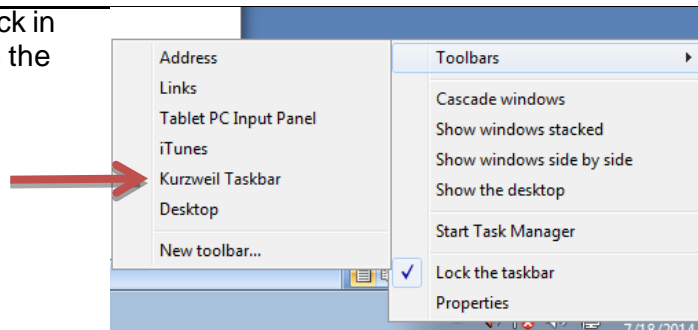 ck in
the
Address
Links
Tablet PC Input Panel
iTunes
Kurzweil Taskbar
Desktop
New toolbar...
Toolbars
Cascade windows
Show windows stacked
Show windows side by side
Show the desktop
Start Task Manager
Lock the taskbar
Properties
7/18/2014